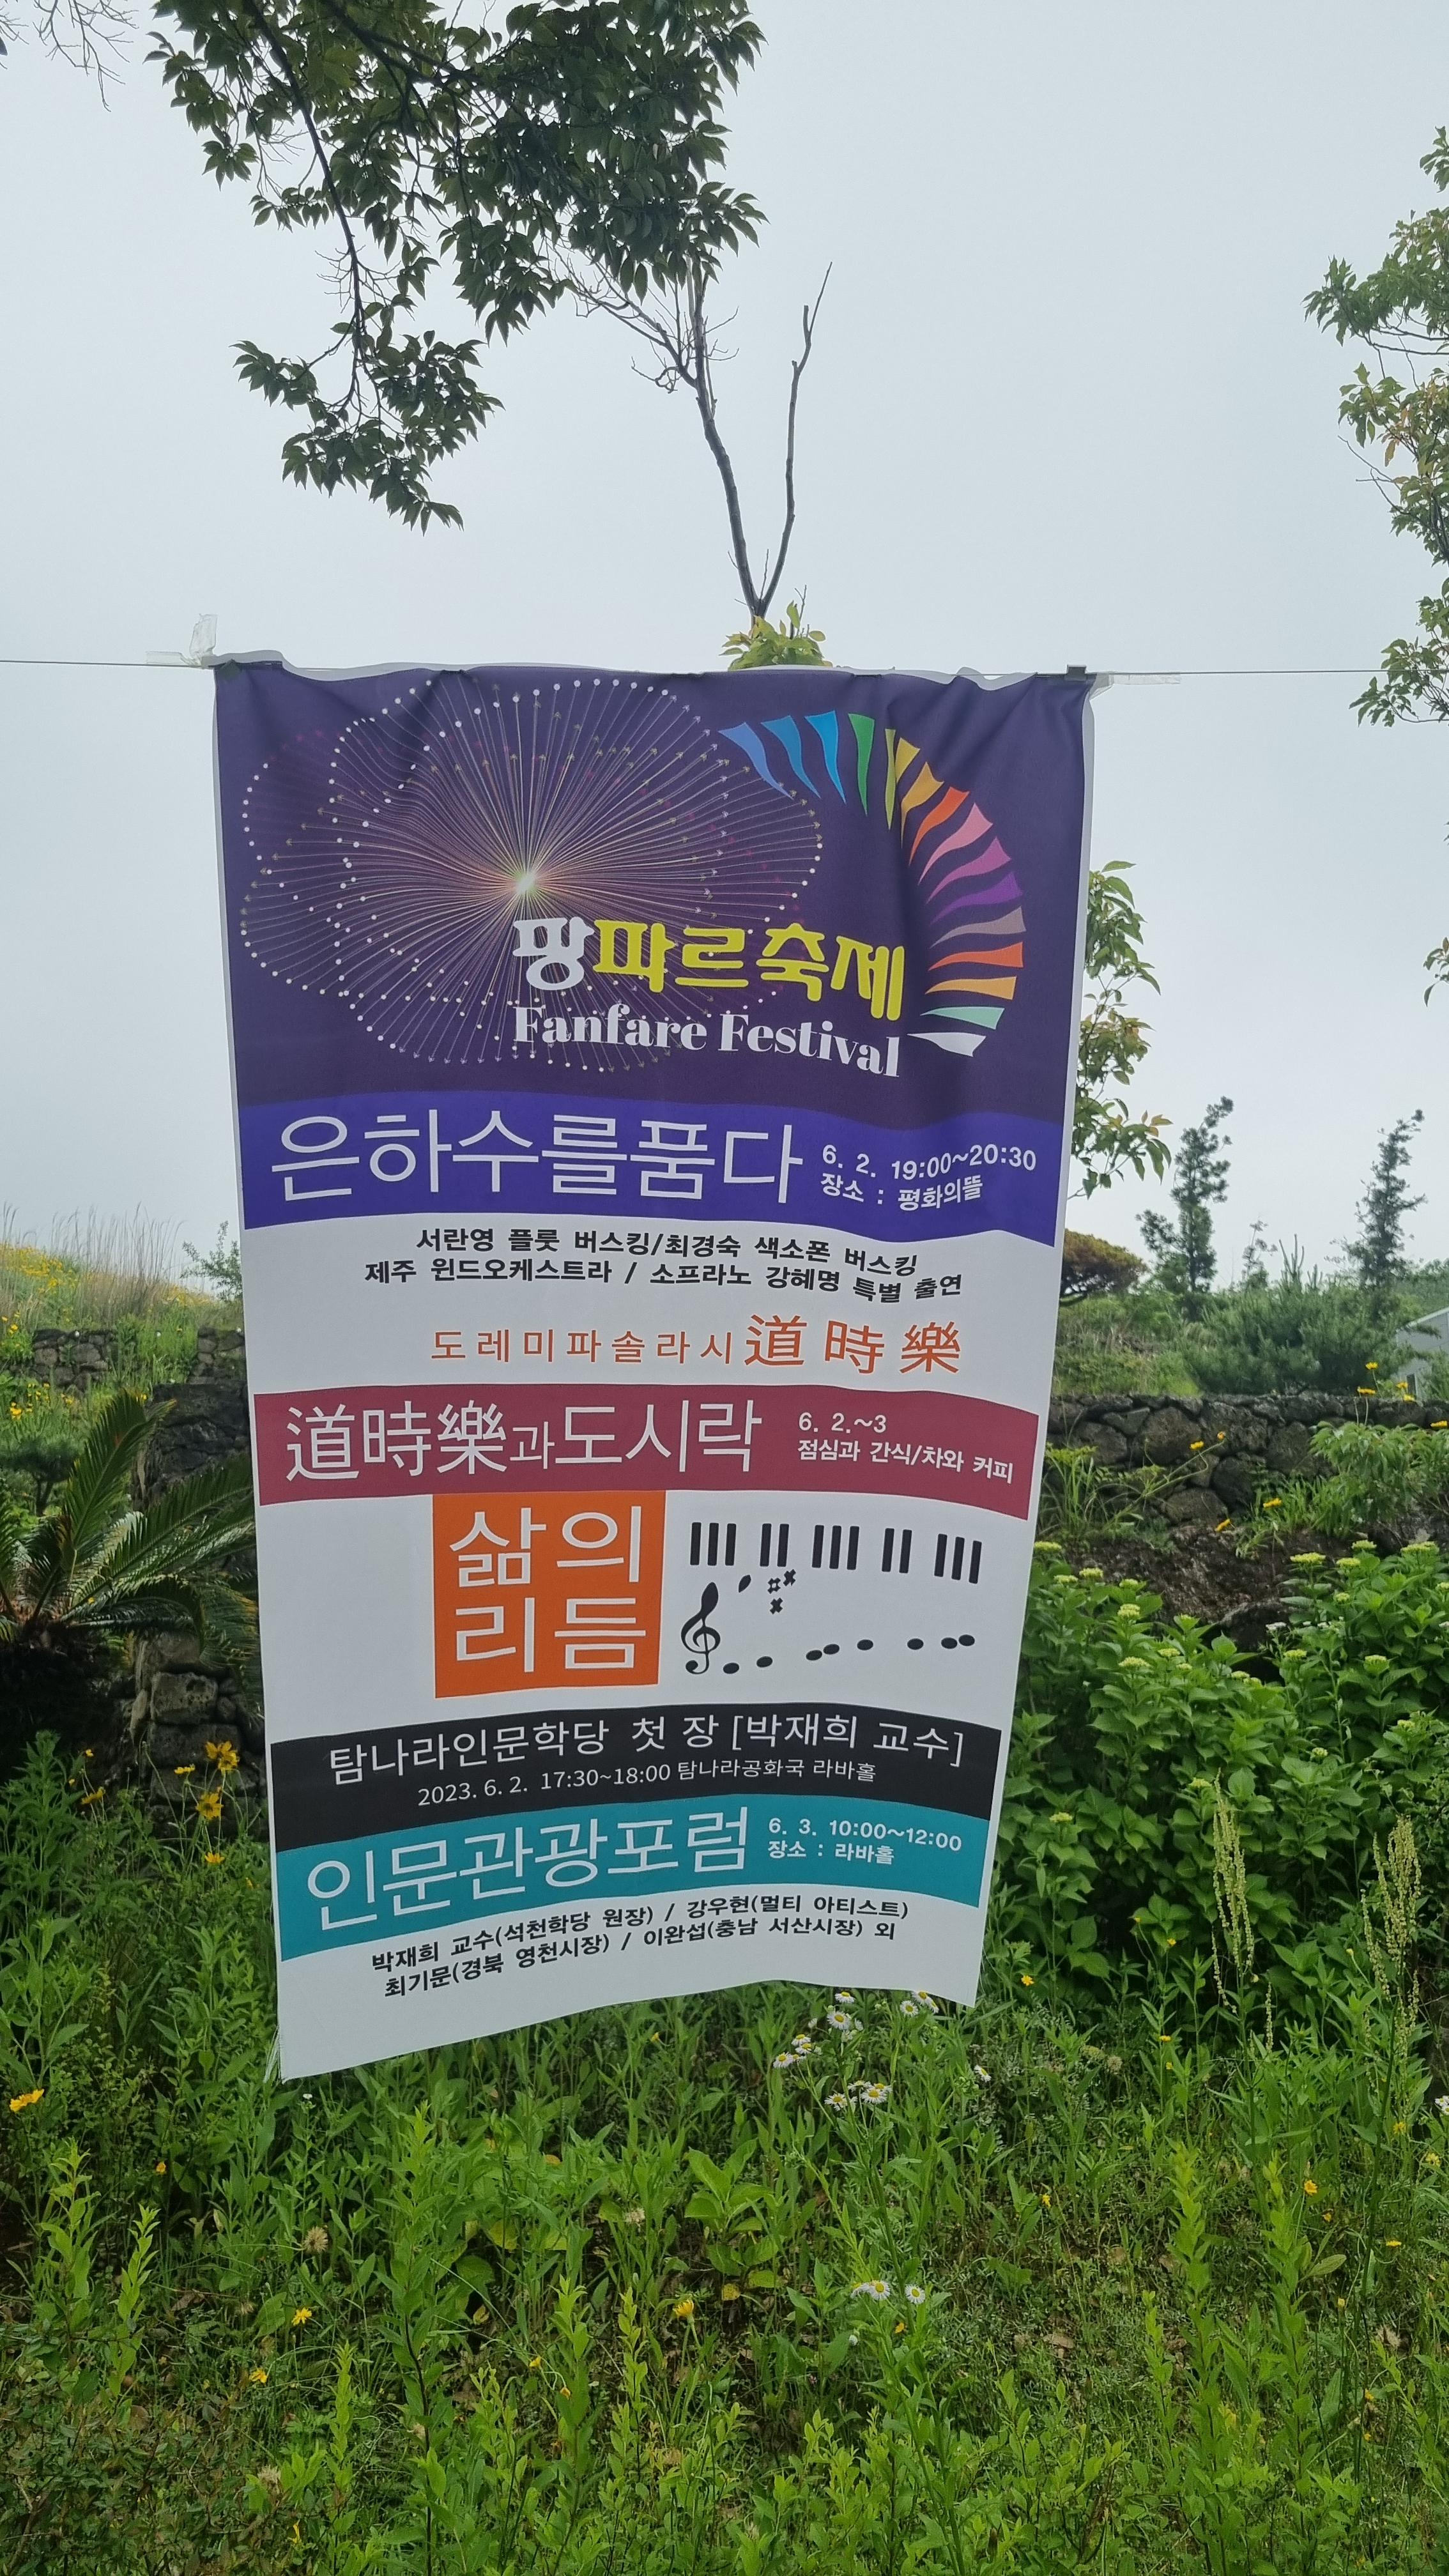 팡파르축제
Fanfare Festival
은하수를품다
6. 2. 19:00~20:30
장소 : 평화의뜰
서란영 플룻 버스킹/최경숙 색소폰 버스킹
제주 윈드오케스트라 / 소프라노 강혜명 특별 출연
도레미파솔라시道時樂
道時樂과도시락
6. 2.~3
점심과 간식/차와 커피
삶의
리듬
탐나라인문학당 첫 장 [박재희 교수]
2023. 6. 2. 17:30~18:00 탐나라공화국 라바홀
인문관광포럼
6. 3. 10:00~12:00
장소 : 라바홀
박재희 교수(석천학당 원장) / 강우현(멀티 아티스트)
최기문(경북 영천시장) / 이완섭(충남 서산시장) 외